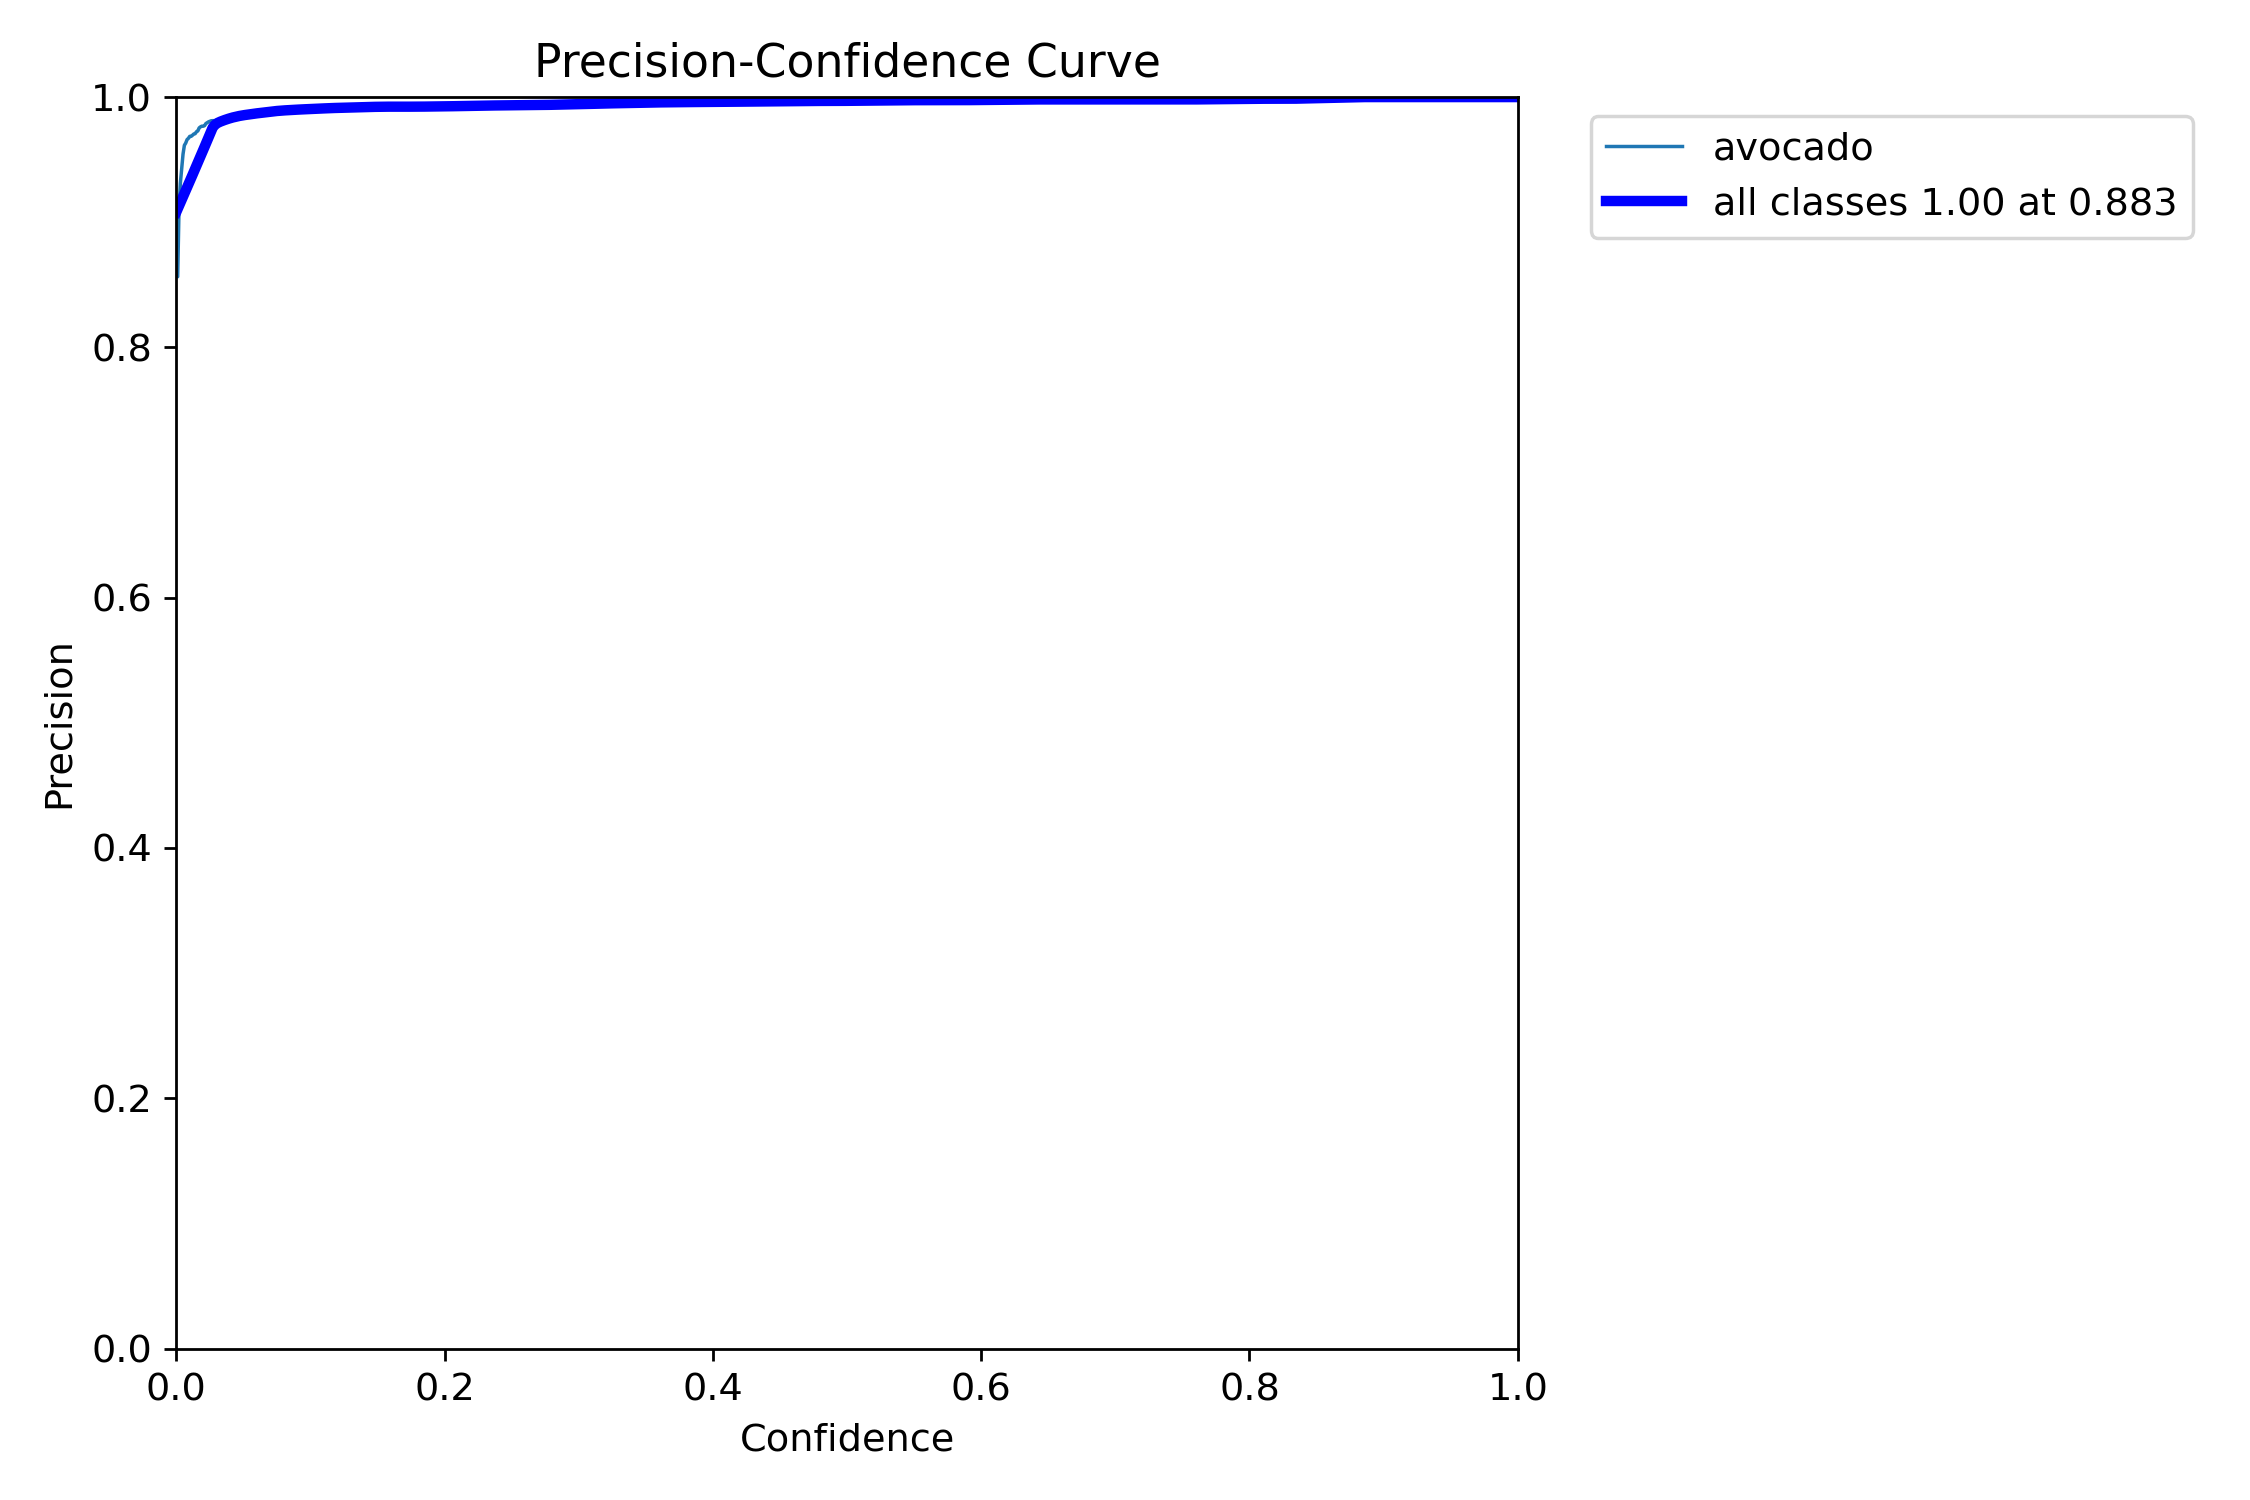 Precision-Confidence Curve
avocado
all classes 1.00 at 0.883
1.0
0.8
0.6
0.4
0.2
0.0
Precision
0.0 0.2 0.4 0.6 0.8 1.0
Confidence